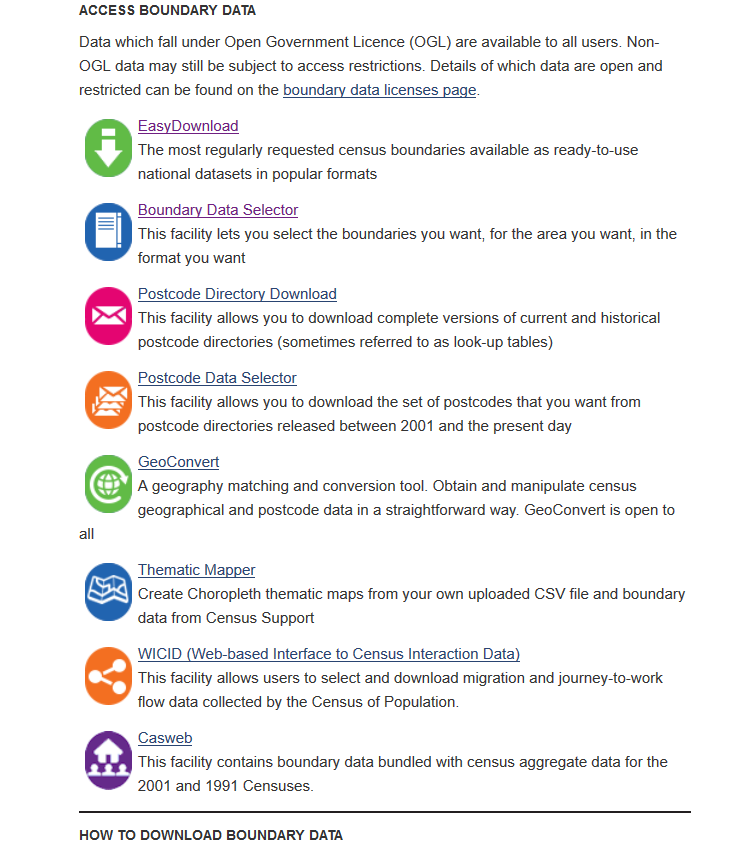 ACCESS BOUNDARY DATA
Data which fall under Open Government Licence (OGL) are available to all users. Non-
OGL data may still be subject to access restrictions. Details of which data are open and
restricted can be found on the boundary data licenses page.
EasyDownload
The most regularly requested census boundaries available as ready-to-use
national datasets in popular formats
Boundary Data Selector
This facility lets you select the boundaries you want, for the area you want, in the
format you want
Postcode Directory Download
This facility allows you to download complete versions of current and historical
postcode directories (sometimes referred to as look-up tables)
Postcode Data Selector
This facility allows you to download the set of postcodes that you want from
postcode directories released between 2001 and the present day
GeoConvert
A geography matching and conversion tool. Obtain and manipulate census
geographical and postcode data in a straightforward way. GeoConvert is open to
all
Thematic Mapper
Create Choropleth thematic maps from your own uploaded CSV file and boundary
data from Census Support
WICID (Web-based Interface to Census Interaction Data)
This facility allows users to select and download migration and journey-to-work
flow data collected by the Census of Population.
Casweb
This facility contains boundary data bundled with census aggregate data for the
2001 and 1991 Censuses.
HOW TO DOWNLOAD BOUNDARY DATA